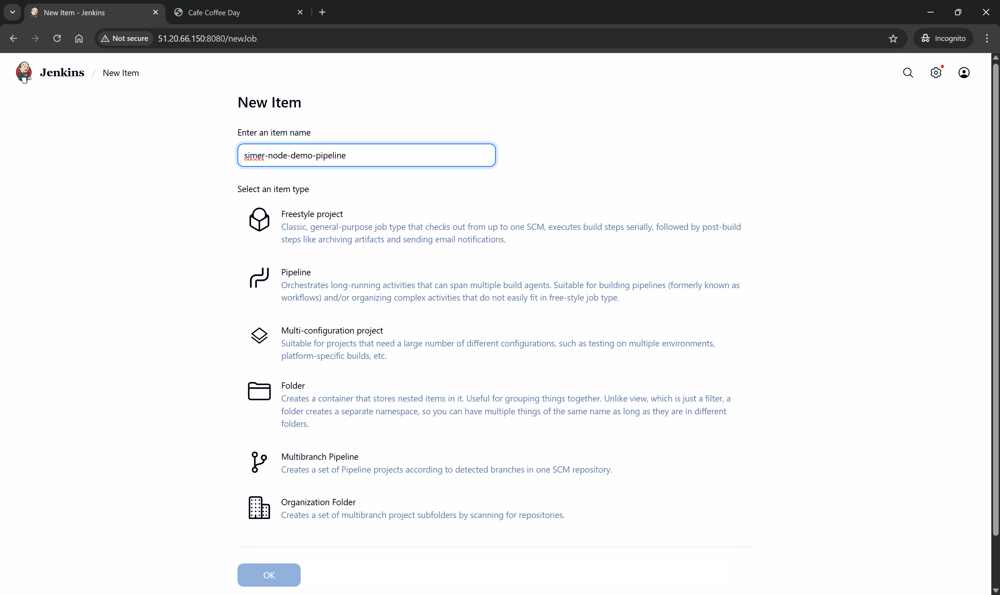 New Item - Jenkins
Cafe Coffee Day
Not secure
51.20.66.150:8080/newJob
Incognito
Jenkins / New Item
New Item
Enter an item name
simer-node-demo-pipeline
Select an item type
Freestyle project
Classic, general-purpose job type that checks out from up to one SCM, executes build steps serially, followed by post-build
steps like archiving artifacts and sending email notifications.
Pipeline
Orchestrates long-running activities that can span multiple build agents. Suitable for building pipelines (formerly known as
workflows) and/or organizing complex activities that do not easily fit in free-style job type.
Multi-configuration project
Suitable for projects that need a large number of different configurations, such as testing on multiple environments,
platform-specific builds, etc.
Folder
Creates a container that stores nested items in it. Useful for grouping things together. Unlike view, which is just a filter, a
folder creates a separate namespace, so you can have multiple things of the same name as long as they are in different
folders.
Multibranch Pipeline
Creates a set of Pipeline projects according to detected branches in one SCM repository.
Organization Folder
Creates a set of multibranch project subfolders by scanning for repositories.
OK